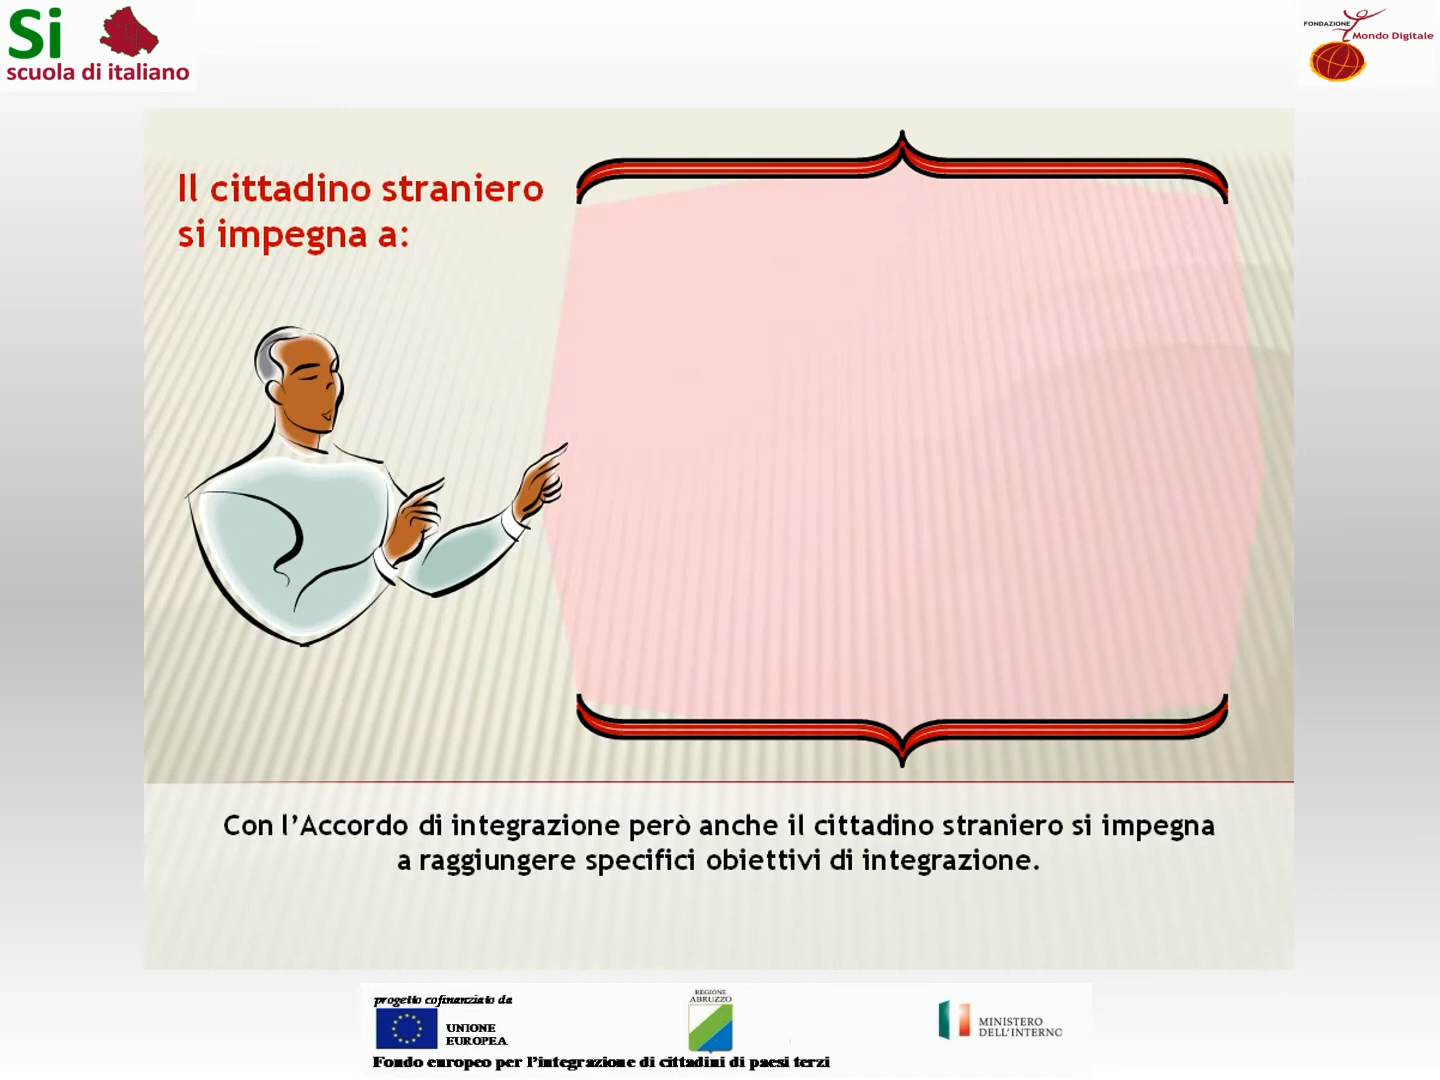 Si
scuola di italiano
FONDAZIONE
Mondo Digitale
Il cittadino straniero
si impegna a:
Con l’Accordo di integrazione però anche il cittadino straniero si impegna
a raggiungere specifici obiettivi di integrazione.
progetto cofinanziato da
UNIONE
EUROPEA
REGIONE
ABRUZZO
MINISTERO
DELL'INTERNO
Fondo europeo per l’integrazione di cittadini di paesi terzi